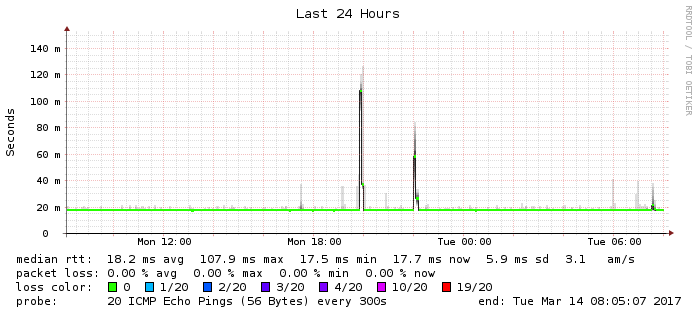 Last 24 Hours
RRDTOOL / TOBI OETIKER
Seconds
140 m
120 m
100 m
80 m
60 m
40 m
20 m
0
Mon 12:00 Mon 18:00 Tue 00:00 Tue 06:00
median rtt: 18.2 ms avg 107.9 ms max 17.5 ms min 17.7 ms now 5.9 ms sd 3.1 am/s
packet loss: 0.00 % avg 0.00 % max 0.00 % min 0.00 % now
loss color: 0 1/20 2/20 3/20 4/20 10/20 19/20
probe: 20 ICMP Echo Pings (56 Bytes) every 300s end: Tue Mar 14 08:05:07 2017